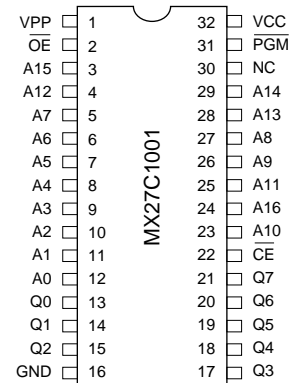 VPP 1 32 VCC
OE 2 31 PGM
A15 3 30 NC
A12 4 29 A14
A7 5 28 A13
A6 6 27 A8
A5 7 26 A9
A4 8 25 A11
A3 9 24 A16
A2 10 23 A10
A1 11 22 CE
A0 12 21 Q7
Q0 13 20 Q6
Q1 14 19 Q5
Q2 15 18 Q4
GND 16 17 Q3
MX27C1001